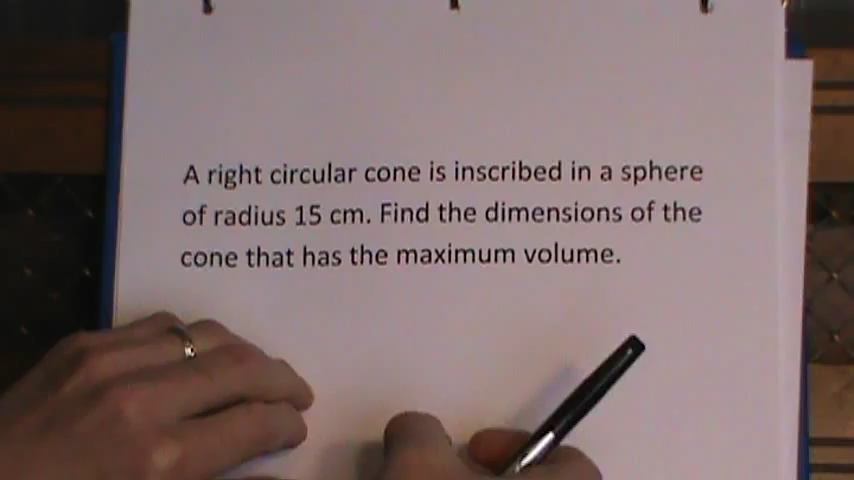 A right circular cone is inscribed in a sphere
of radius 15 cm. Find the dimensions of the
cone that has the maximum volume.